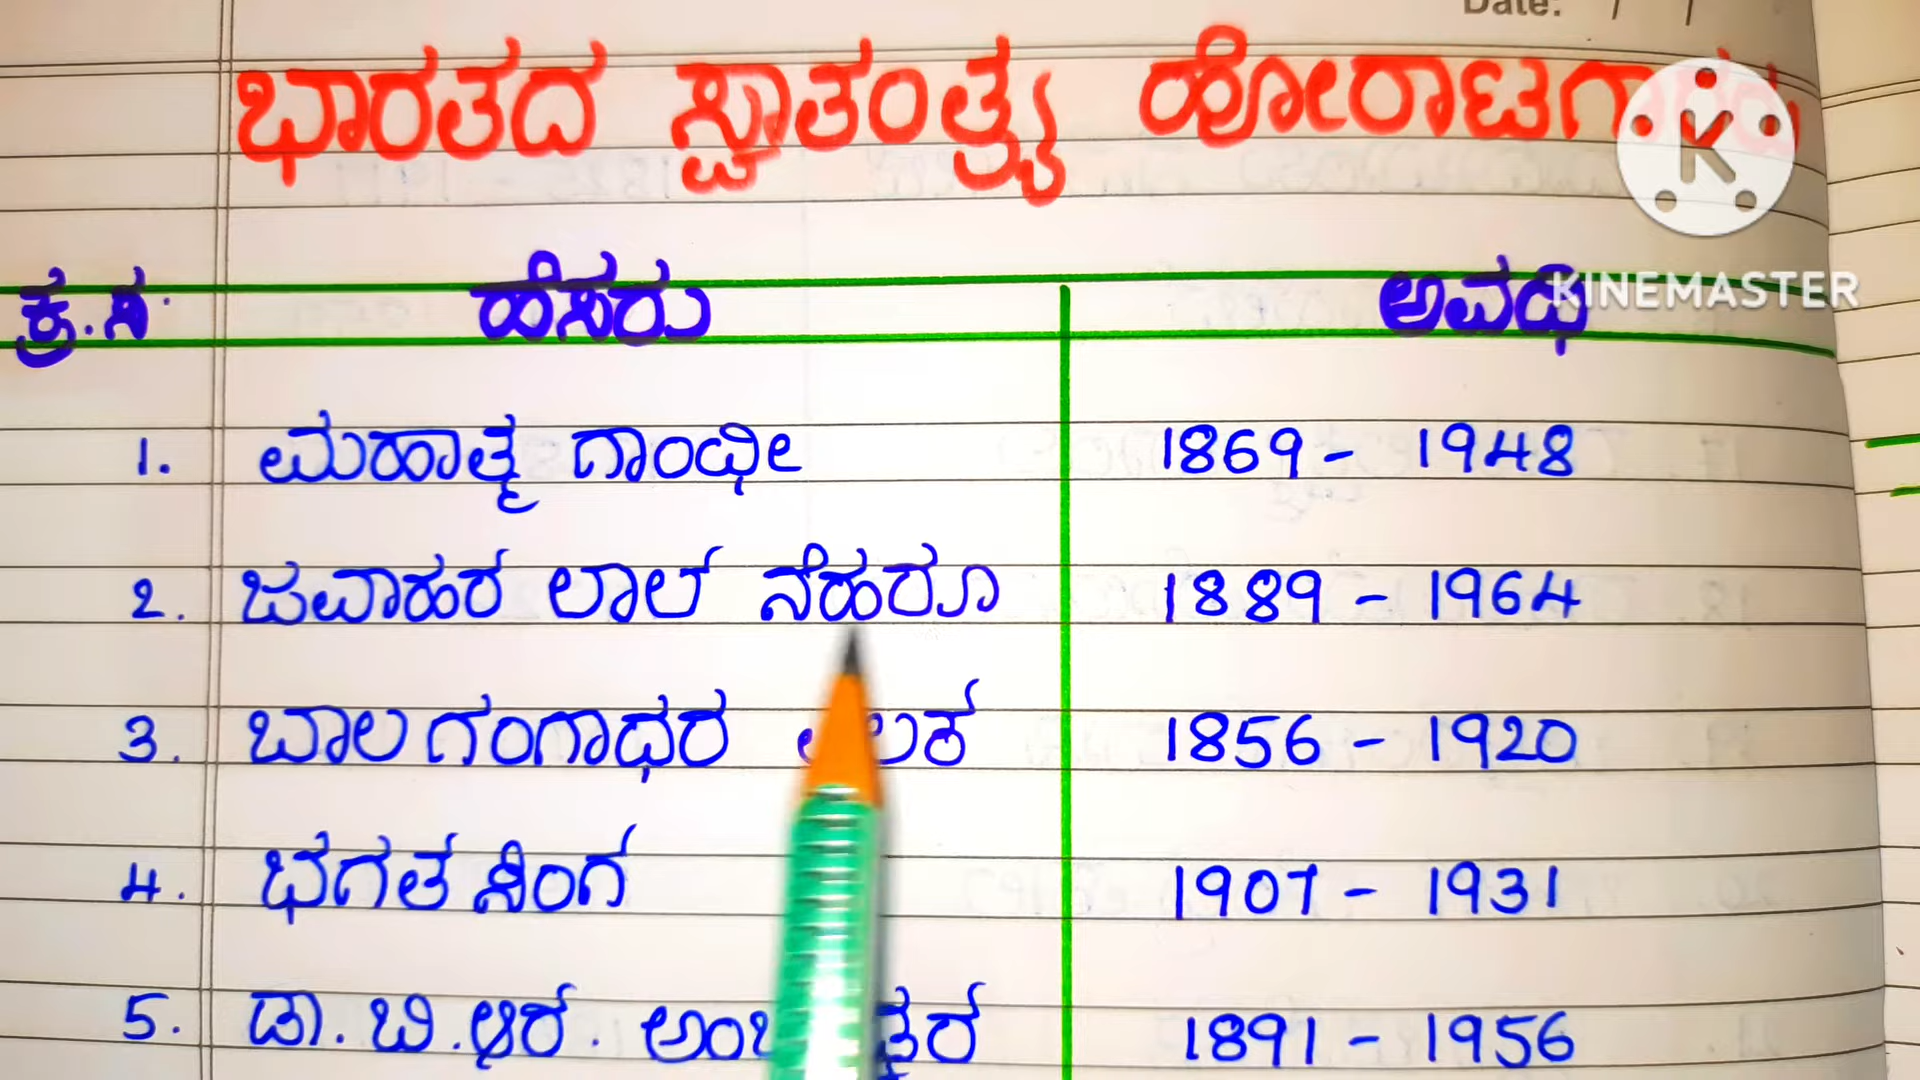 Date: / /
ಭಾರತದ ಸ್ವಾತಂತ್ರ್ಯ
KINEMASTER
ಕ್ರ.ಸ. ಹೆಸರು ಅವಧಿ
1. ಮಹಾತ್ಮ ಗಾಂಧೀ 1869 - 1948
2. ಜವಾಹರ ಲಾಲ್ ನೆಹರೂ 1889 - 1964
3. ಬಾಲ ಗಂಗಾಧರ 1856 - 1920
4. ಭಗತ ಸಿಂಗ 1907 - 1931
5. ಡಾ. ಬಿ. ಆರ್. 1891 - 1956